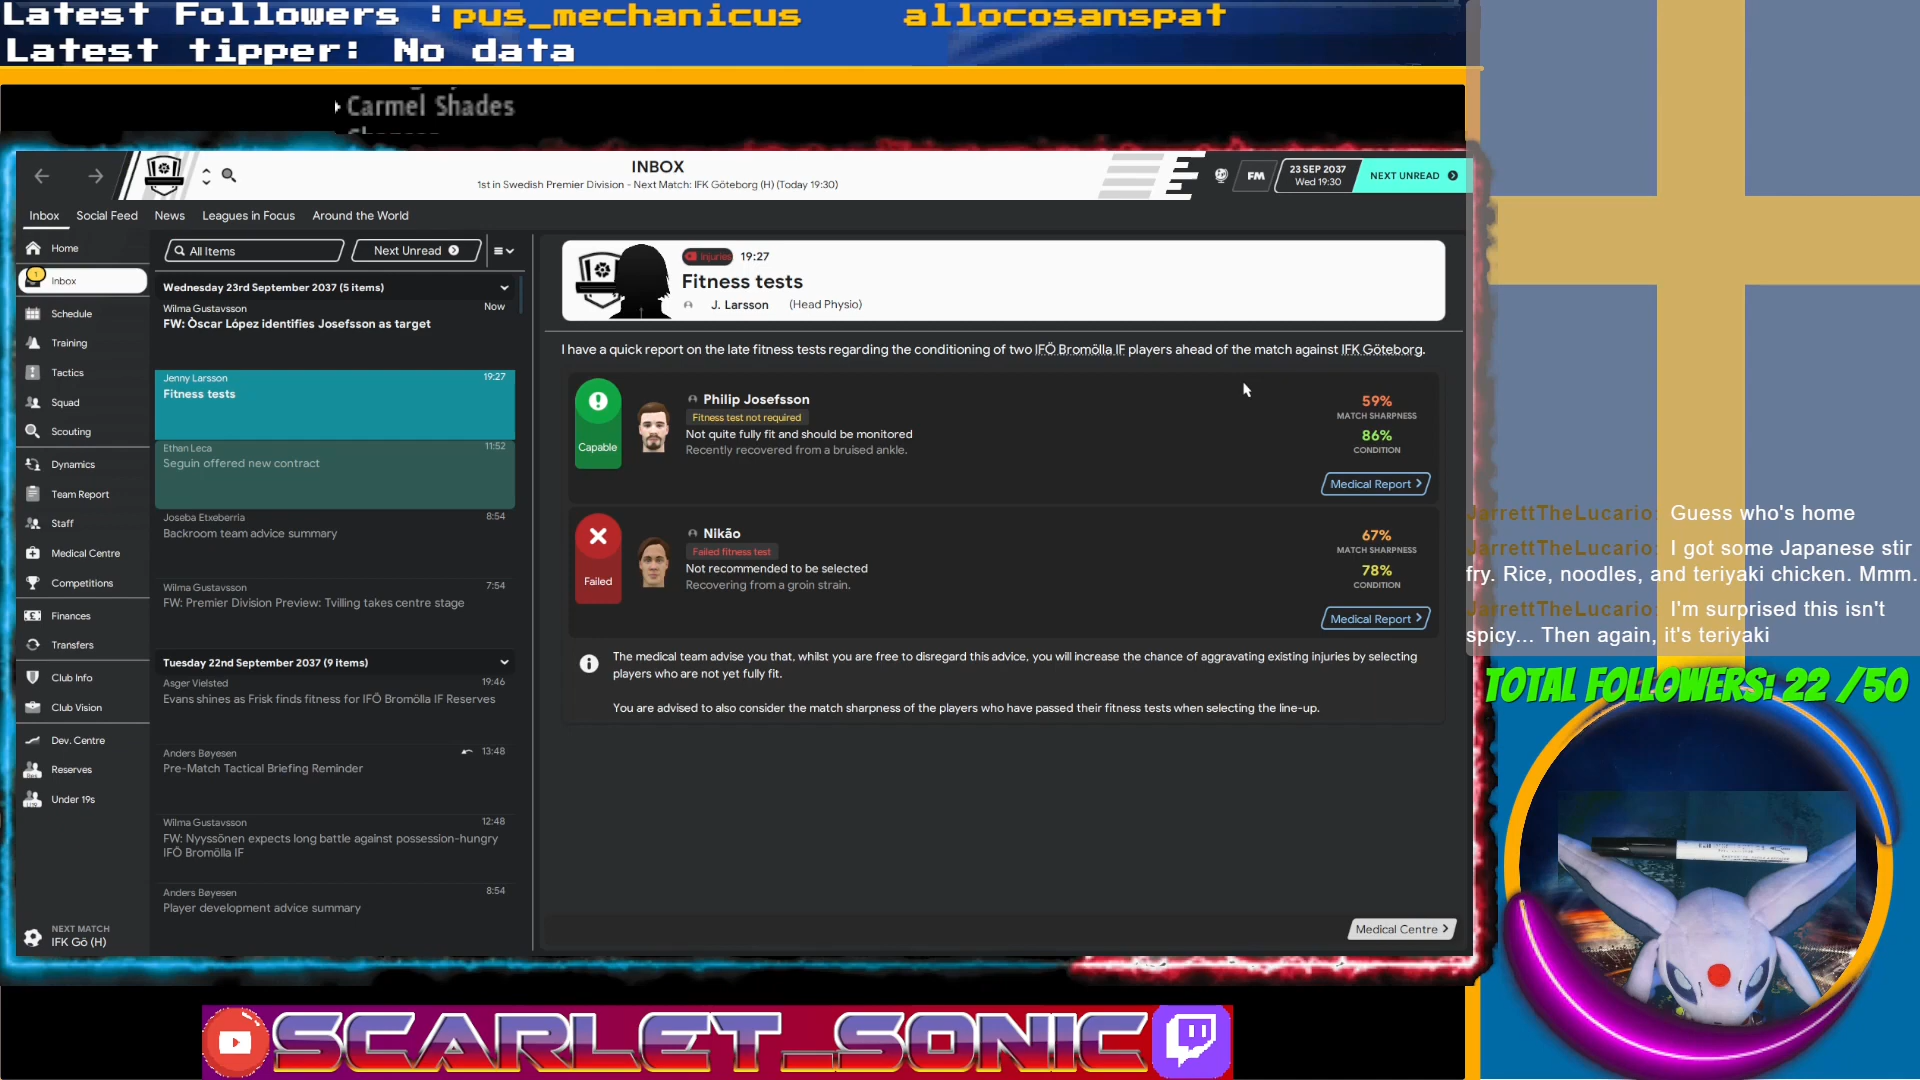 Latest Followers : pus_mechanicus allocosanspat
Latest tipper: No data
Carmel Shades
INBOX
1st in Swedish Premier Division - Next Match: IFK Göteborg (H) (Today 19:30)
FM
23 SEP 2037
Wed 19:30
NEXT UNREAD
Inbox Social Feed News Leagues in Focus Around the World
Home
1
Inbox
Schedule
Training
Tactics
Squad
Scouting
Dynamics
Team Report
Staff
Medical Centre
Competitions
Finances
Transfers
Club Info
Club Vision
Dev. Centre
Reserves
Under 19s
NEXT MATCH
IFK Gö (H)
All Items
Next Unread
Wednesday 23rd September 2037 (5 items)
Wilma Gustavsson Now
FW: Òscar López identifies Josefsson as target
Jenny Larsson 19:27
Fitness tests
Ethan Leca 11:52
Seguin offered new contract
Joseba Etxeberria 8:54
Backroom team advice summary
Wilma Gustavsson 7:54
FW: Premier Division Preview: Tvilling takes centre stage
Tuesday 22nd September 2037 (9 items)
Asger Vielsted 19:46
Evans shines as Frisk finds fitness for IFÖ Bromölla IF Reserves
Anders Bøyesen 13:48
Pre-Match Tactical Briefing Reminder
Wilma Gustavsson 12:48
FW: Nyyssönen expects long battle against possession-hungry
IFÖ Bromölla IF
Anders Bøyesen 8:54
Player development advice summary
Injuries 19:27
Fitness tests
J. Larsson (Head Physio)
I have a quick report on the late fitness tests regarding the conditioning of two IFÖ Bromölla IF players ahead of the match against IFK Göteborg.
Capable
Philip Josefsson
Fitness test not required
Not quite fully fit and should be monitored
Recently recovered from a bruised ankle.
59%
MATCH SHARPNESS
86%
CONDITION
Medical Report
Failed
Nikão
Failed fitness test
Not recommended to be selected
Recovering from a groin strain.
67%
MATCH SHARPNESS
78%
CONDITION
Medical Report
The medical team advise you that, whilst you are free to disregard this advice, you will increase the chance of aggravating existing injuries by selecting
players who are not yet fully fit.
You are advised to also consider the match sharpness of the players who have passed their fitness tests when selecting the line-up.
Medical Centre
JarrettTheLucario: Guess who's home
JarrettTheLucario: I got some Japanese stir
fry. Rice, noodles, and teriyaki chicken. Mmm.
JarrettTheLucario: I'm surprised this isn't
spicy... Then again, it's teriyaki
TOTAL FOLLOWERS: 22 /50
SCARLET_SONIC